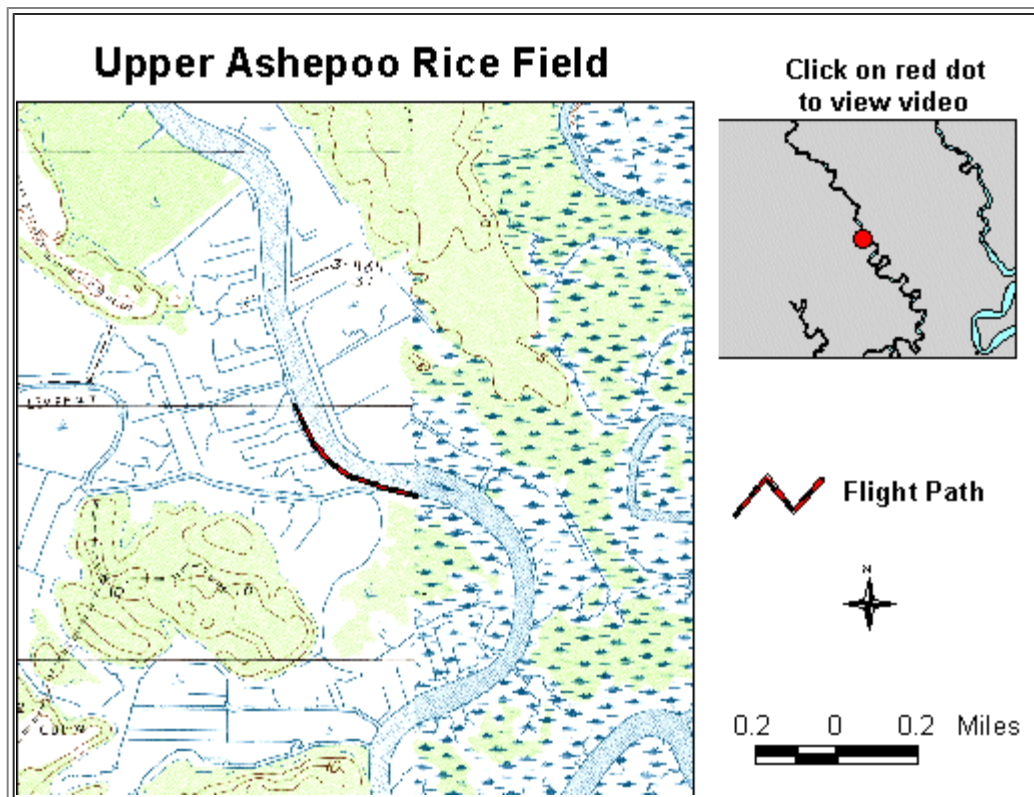 Upper Ashepoo Rice Field
Click on red dot
to view video
Flight Path
N
0.2 0 0.2 Miles
10